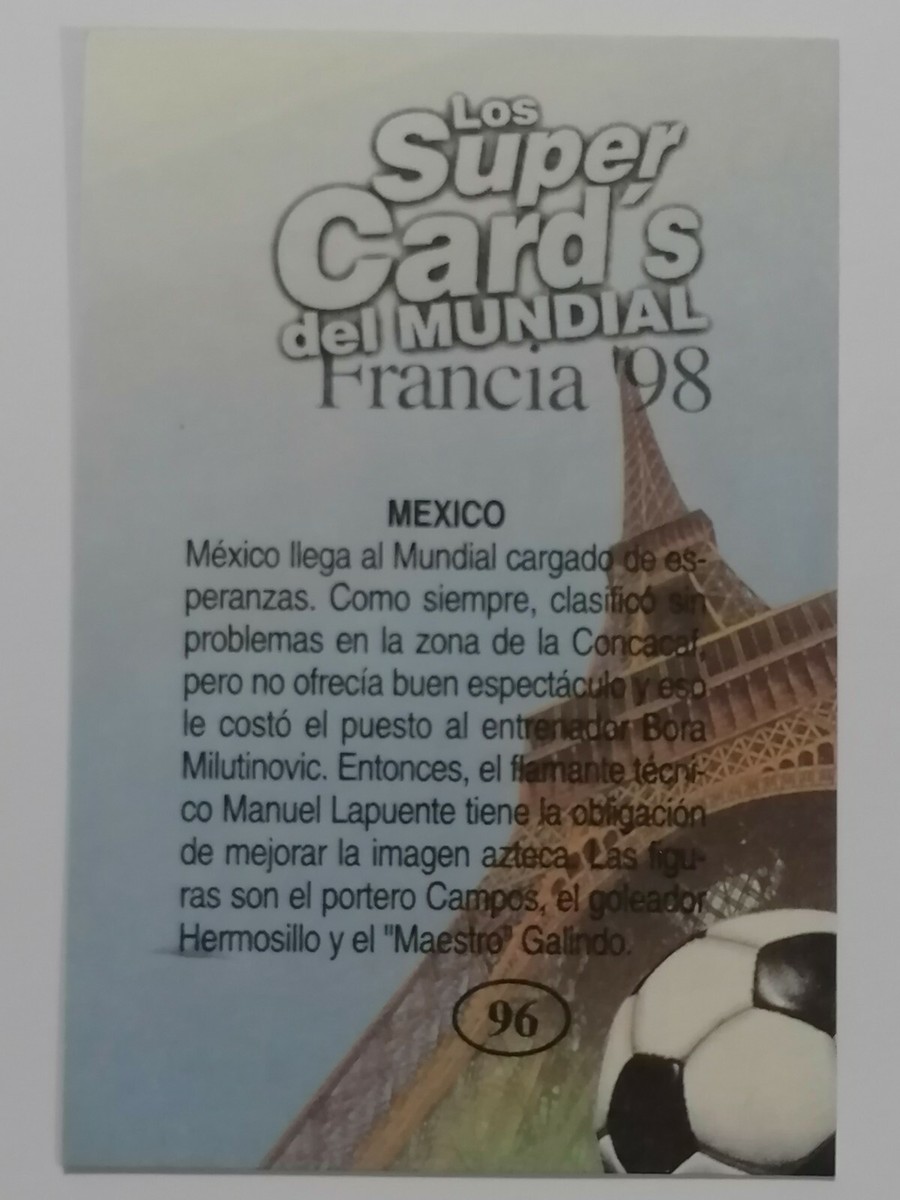 Los
Super
Card´s
del MUNDIAL
Francia '98
MEXICO
México llega al Mundial cargado de es-
peranzas. Como siempre, clasificó sin
problemas en la zona de la Concacaf,
pero no ofrecía buen espectáculo y eso
le costó el puesto al entrenador Bora
Milutinovic. Entonces, el flamante técni-
co Manuel Lapuente tiene la obligación
de mejorar la imagen azteca. Las figu-
ras son el portero Campos, el goleador
Hermosillo y el "Maestro" Galindo.
96